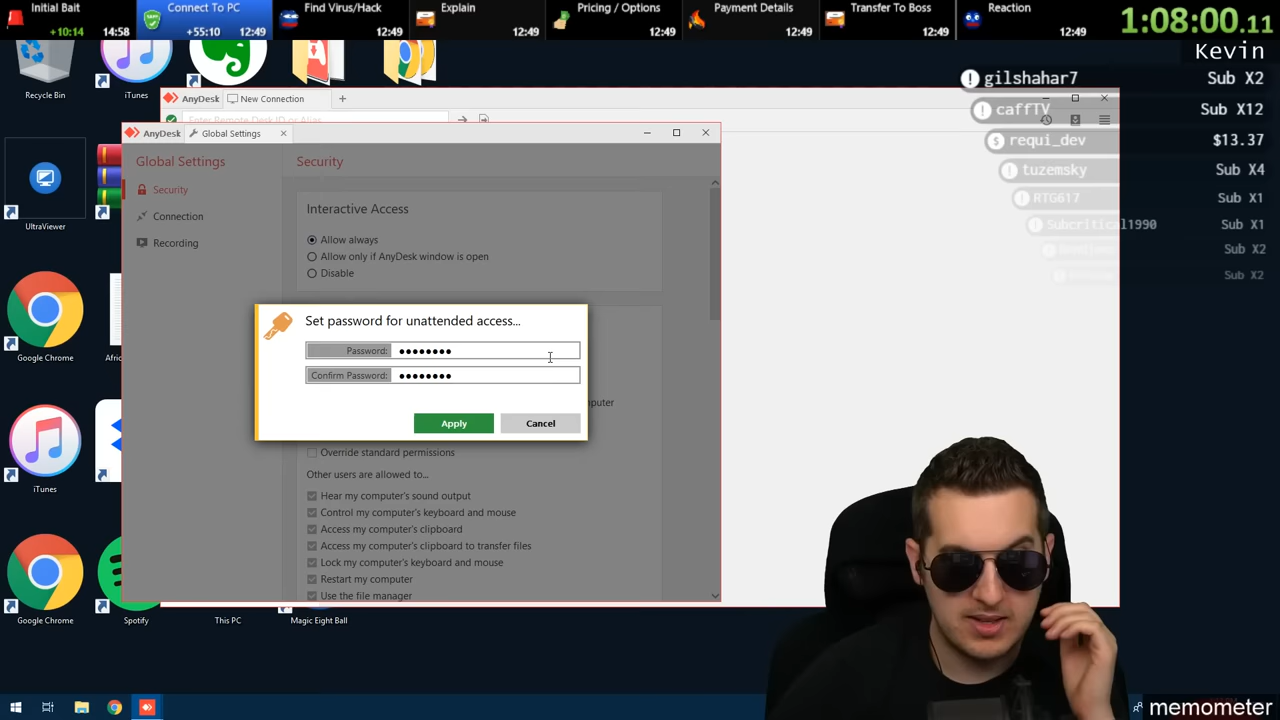 Initial Bait
+10:14 14:58
Connect To PC
+55:10 12:49
Find Virus/Hack
12:49
Explain
12:49
Pricing / Options
12:49
Payment Details
12:49
Transfer To Boss
12:49
Reaction
12:49
1:08:00.11
Kevin
gilshahar7 Sub X2
caffTV Sub X12
requi_dev $13.37
tuzemsky Sub X4
RTG617 Sub X1
Subcritical1990 Sub X1
Sub X2
Sub X2
Recycle Bin
iTunes
UltraViewer
Google Chrome
Afric
iTunes
Google Chrome
Spotify
This PC
Magic Eight Ball
AnyDesk
New Connection
Enter Remote Desk ID or Alias
AnyDesk
Global Settings
Global Settings
Security
Connection
Recording
Security
Interactive Access
Allow always
Allow only if AnyDesk window is open
Disable
Set password for unattended access...
Password: ●●●●●●●●
Confirm Password: ●●●●●●●●
Apply
Cancel
puter
Override standard permissions
Other users are allowed to...
Hear my computer's sound output
Control my computer's keyboard and mouse
Access my computer's clipboard
Access my computer's clipboard to transfer files
Lock my computer's keyboard and mouse
Restart my computer
Use the file manager
memometer